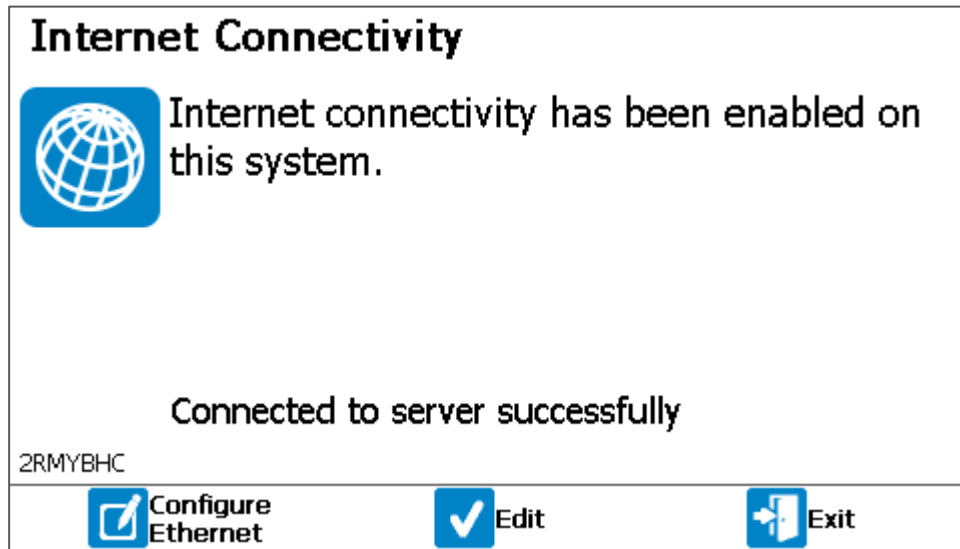 Internet Connectivity
Internet connectivity has been enabled on
this system.
Connected to server successfully
2RMYBHC
Configure
Ethernet
Edit
Exit